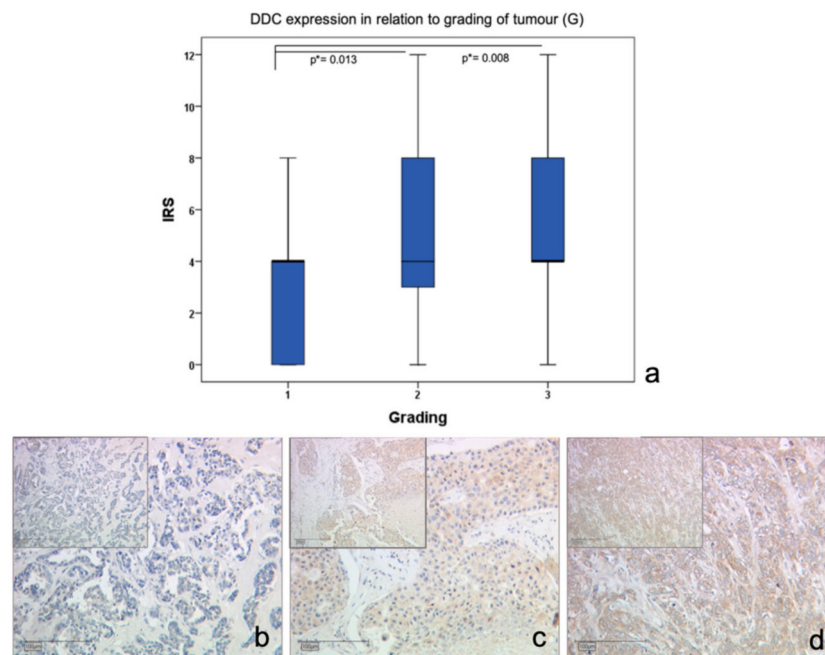 DDC expression in relation to grading of tumour (G)
12
p*= 0.013
p*= 0.008
10
8
6
IRS
4
2
0
a
1
2
3
Grading
b
c
d